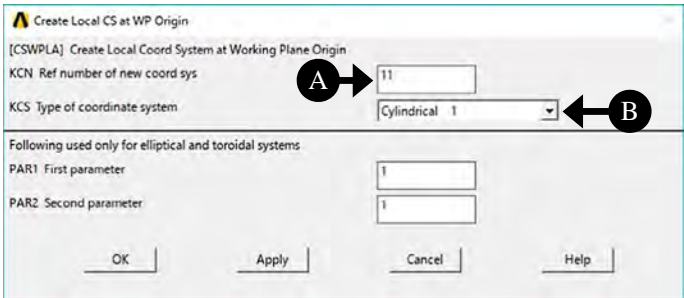 Create Local CS at WP Origin
[CSWPLA] Create Local Coord System at Working Plane Origin
KCN Ref number of new coord sys
A
11
KCS Type of coordinate system
Cylindrical 1
B
Following used only for elliptical and toroidal systems
PAR1 First parameter
1
PAR2 Second parameter
1
OK Apply Cancel Help